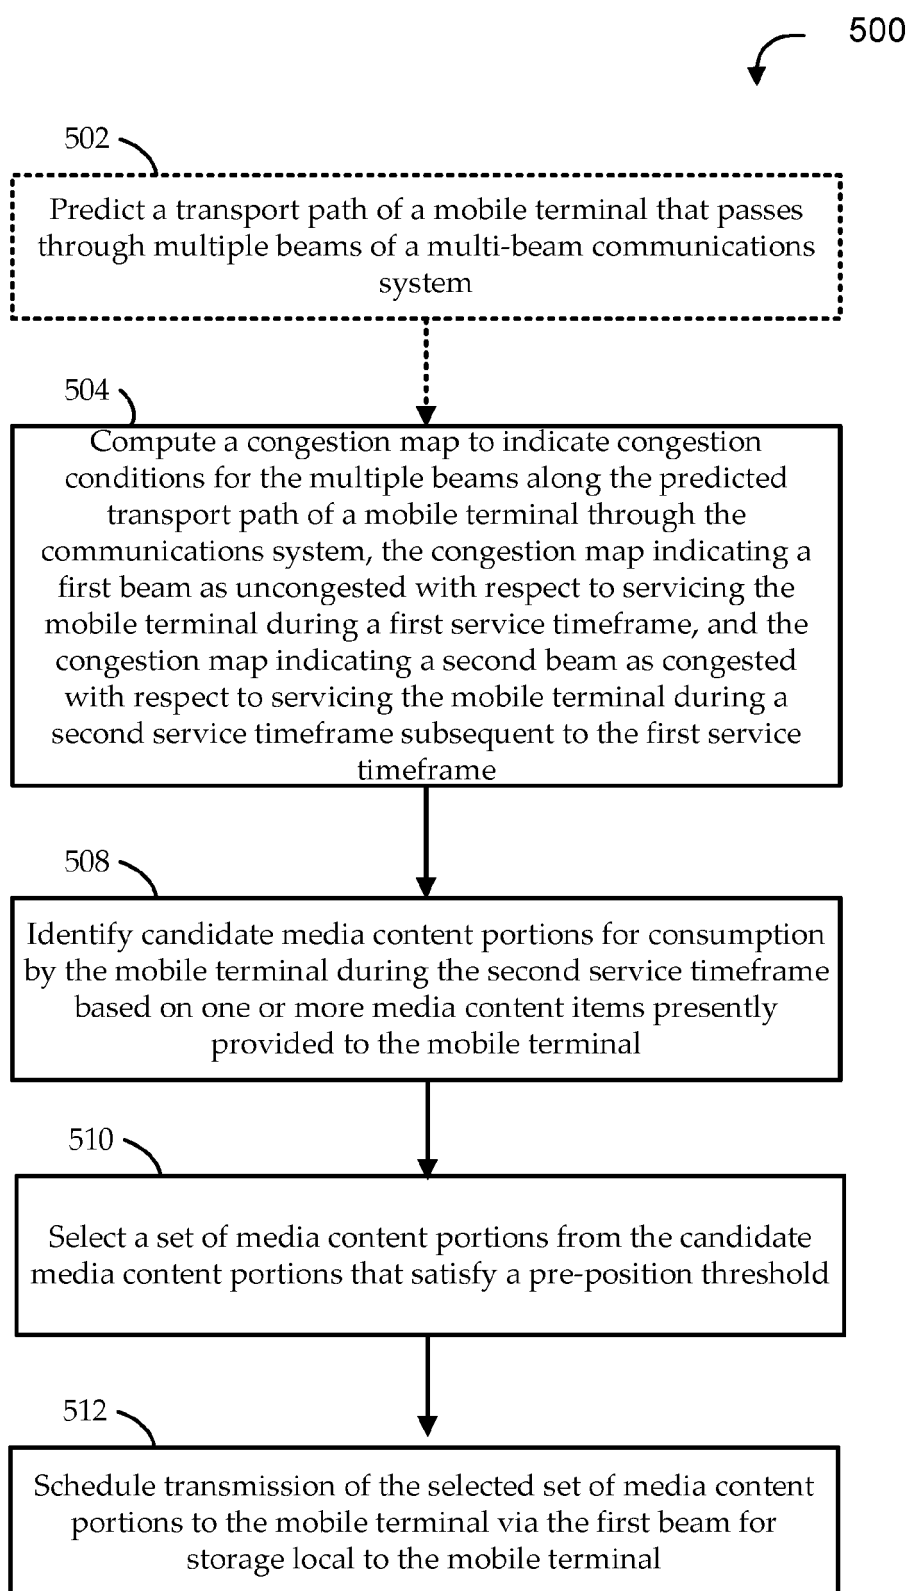 500
502
Predict a transport path of a mobile terminal that passes
through multiple beams of a multi-beam communications
system
504
Compute a congestion map to indicate congestion
conditions for the multiple beams along the predicted
transport path of a mobile terminal through the
communications system, the congestion map indicating a
first beam as uncongested with respect to servicing the
mobile terminal during a first service timeframe, and the
congestion map indicating a second beam as congested
with respect to servicing the mobile terminal during a
second service timeframe subsequent to the first service
timeframe
508
Identify candidate media content portions for consumption
by the mobile terminal during the second service timeframe
based on one or more media content items presently
provided to the mobile terminal
510
Select a set of media content portions from the candidate
media content portions that satisfy a pre-position threshold
512
Schedule transmission of the selected set of media content
portions to the mobile terminal via the first beam for
storage local to the mobile terminal